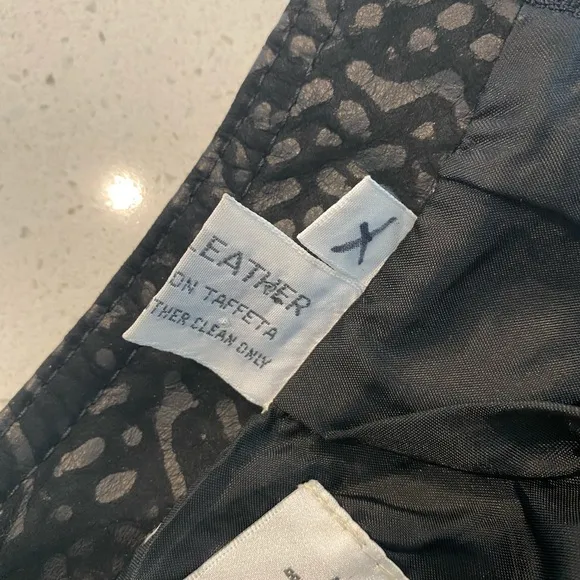 X
LEATHER
ON TAFFETA
THER CLEAN ONLY